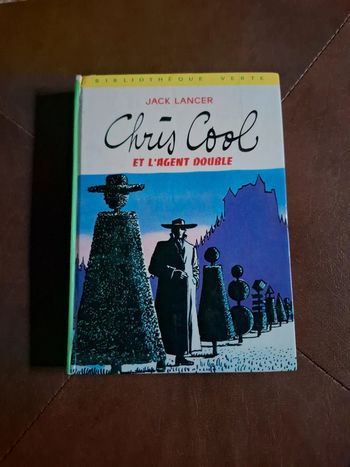 BIBLIOTHÈQUE VERTE
JACK LANCER
Chris Cool
ET L'AGENT DOUBLE